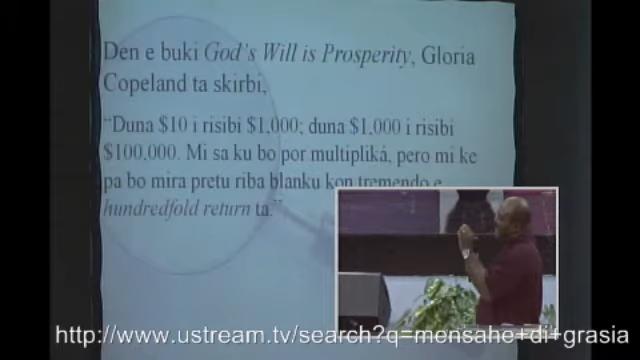 Den e buki God's Will is Prosperity, Gloria
Copeland ta skirbi,
"Duna $10 i risibi $1,000; duna $1,000 i risibi
$100,000. Mi sa ku bo por multipliká, pero mi ke
pa bo mira pretu riba blanku kon tremendo e
hundredfold return ta."
http://www.ustream.tv/search?q=mensahe+di+grasia